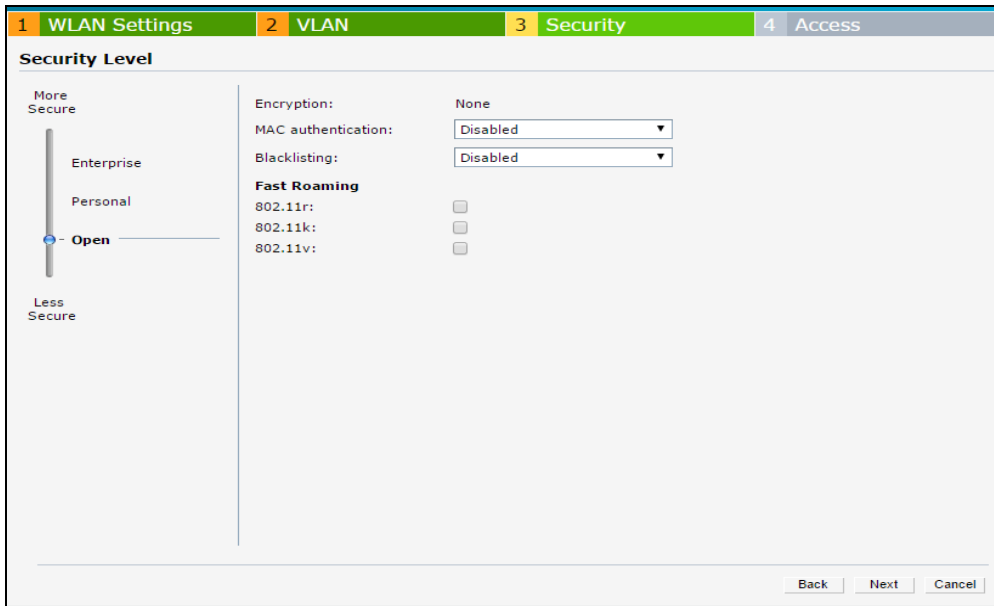 1 WLAN Settings 2 VLAN 3 Security 4 Access
Security Level
More
Secure
Enterprise
Personal
Open
Less
Secure
Encryption: None
MAC authentication: Disabled
Blacklisting: Disabled
Fast Roaming
802.11r:
802.11k:
802.11v:
Back Next Cancel